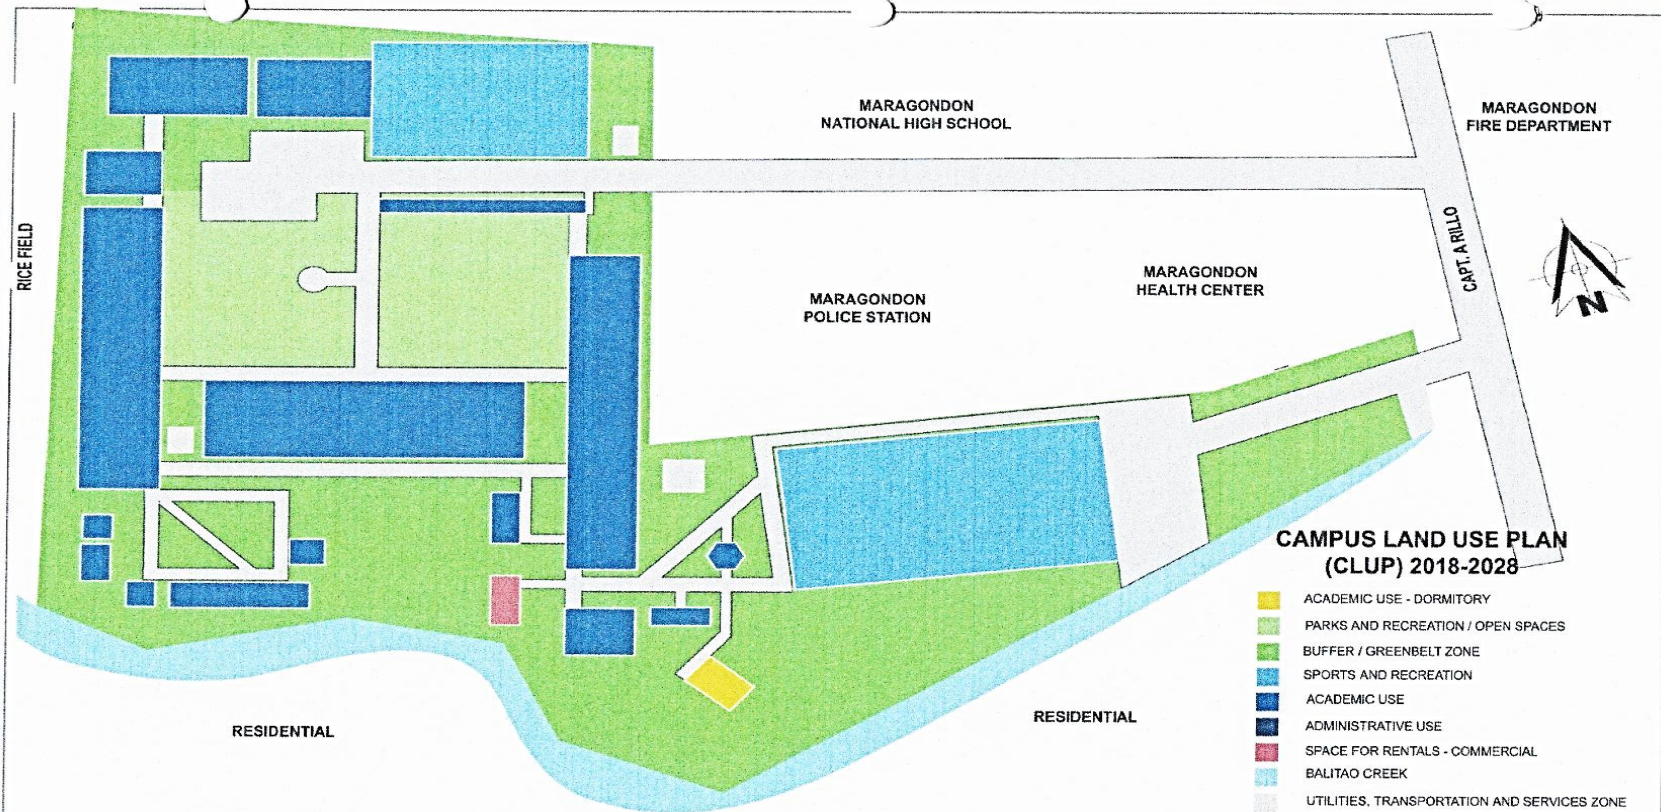 MARAGONDON
NATIONAL HIGH SCHOOL
MARAGONDON
FIRE DEPARTMENT
RICE FIELD
CAPT. A RILLO
MARAGONDON
HEALTH CENTER
MARAGONDON
POLICE STATION
N
CAMPUS LAND USE PLAN
(CLUP) 2018-2028
ACADEMIC USE - DORMITORY
PARKS AND RECREATION / OPEN SPACES
BUFFER / GREENBELT ZONE
SPORTS AND RECREATION
ACADEMIC USE
ADMINISTRATIVE USE
SPACE FOR RENTALS - COMMERCIAL
BALITAO CREEK
UTILITIES, TRANSPORTATION AND SERVICES ZONE
RESIDENTIAL
RESIDENTIAL